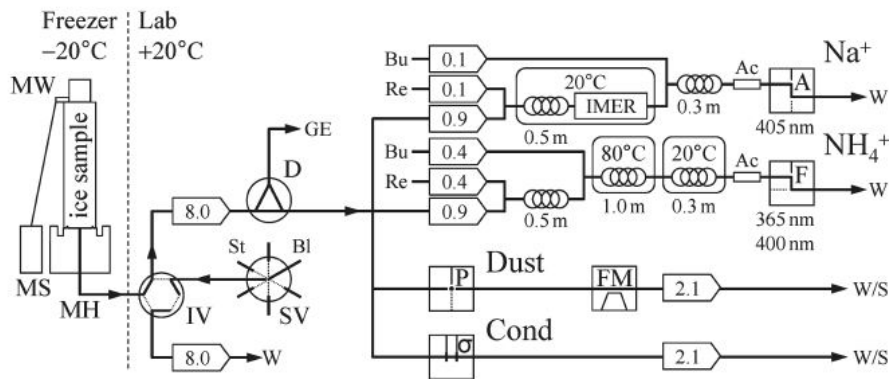 Freezer
−20°C
Lab
+20°C
MW
ice sample
MS
MH
IV
8.0
8.0
W
D
GE
St
Bl
SV
Bu
0.1
Re
0.1
0.9
20°C
IMER
0.5 m
0.3 m
Ac
A
405 nm
Na⁺
W
Bu
0.4
Re
0.4
0.9
0.5 m
80°C
1.0 m
20°C
0.3 m
Ac
F
365 nm
400 nm
NH₄⁺
W
Dust
P
FM
2.1
W/S
Cond
σ
2.1
W/S